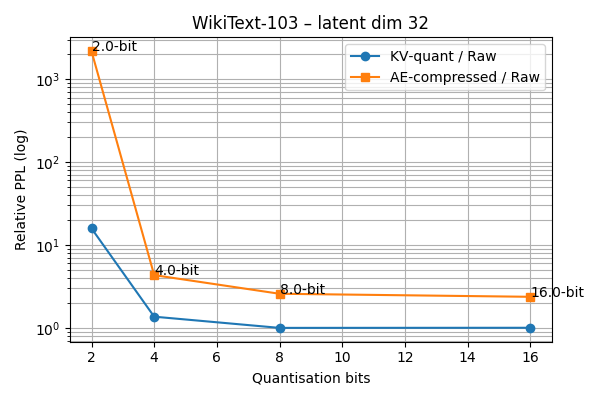 WikiText-103 – latent dim 32
KV-quant / Raw
AE-compressed / Raw
2.0-bit
4.0-bit
8.0-bit
16.0-bit
Relative PPL (log)
10³
10²
10¹
10⁰
2 4 6 8 10 12 14 16
Quantisation bits